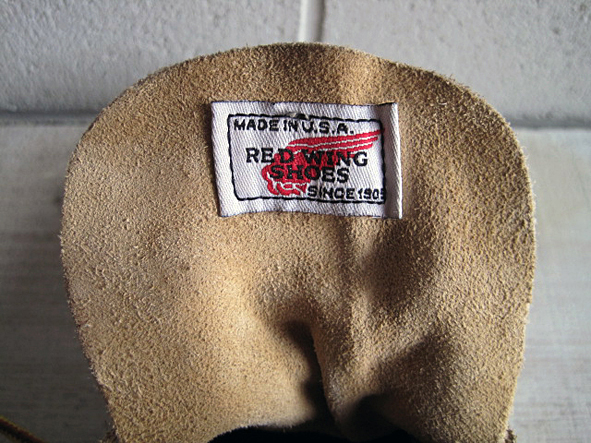 MADE IN U.S.A.
RED WING
SHOES
SINCE 1905